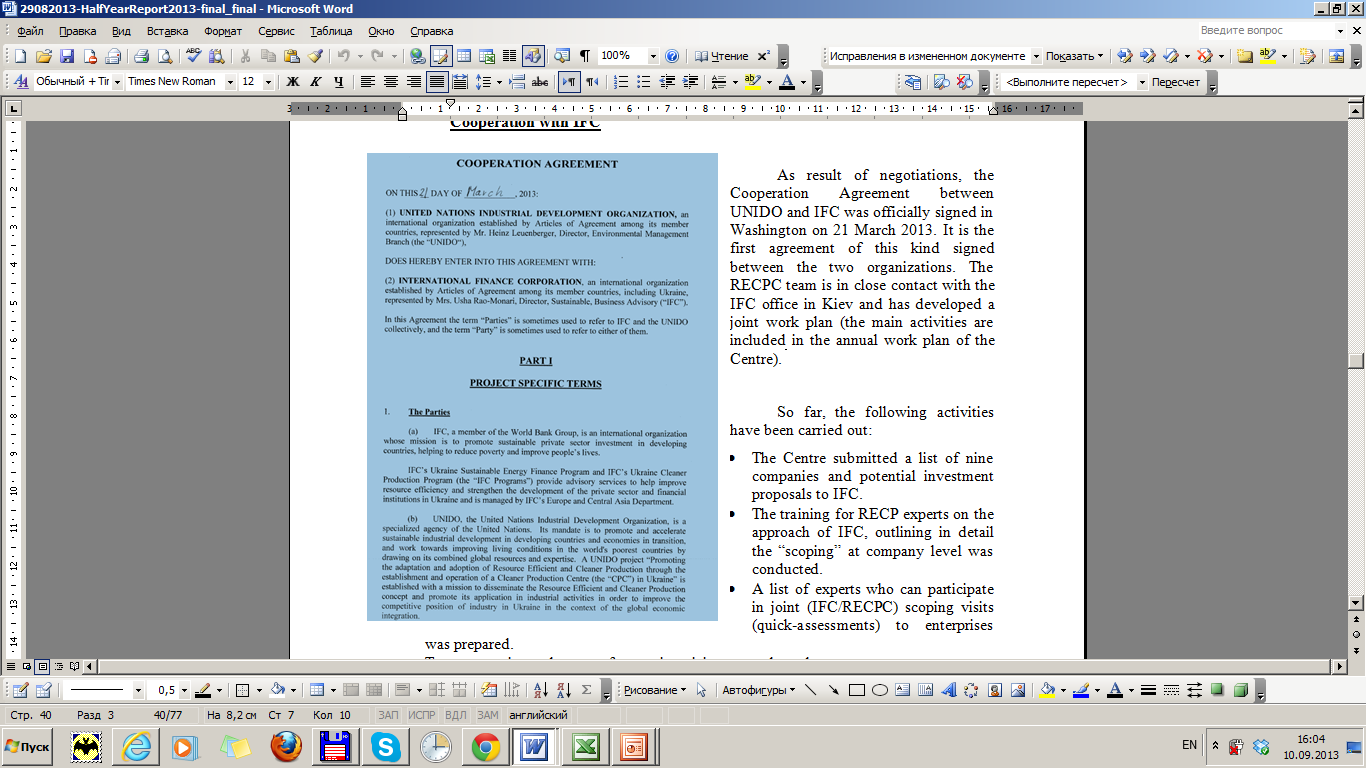 29082013-HalfYearReport2013-final_final - Microsoft Word
Файл Правка Вид Вставка Формат Сервис Таблица Окно Справка
Введите вопрос
100% Чтение Исправления в измененном документе Показать
Обычный + Tir Times New Roman 12 Ж К Ч <Выполните пересчет> Пересчет
3 2 1 1 2 3 4 5 6 7 8 9 10 11 12 13 14 15 16 17
Cooperation with IFC
COOPERATION AGREEMENT
ON THIS 21 DAY OF March, 2013:
(1) UNITED NATIONS INDUSTRIAL DEVELOPMENT ORGANIZATION, an
international organization established by Articles of Agreement among its member
countries, represented by Mr. Heinz Leuenberger, Director, Environmental Management
Branch (the "UNIDO"),
DOES HEREBY ENTER INTO THIS AGREEMENT WITH:
(2) INTERNATIONAL FINANCE CORPORATION, an international organization
established by Articles of Agreement among its member countries, including Ukraine,
represented by Mrs. Usha Rao-Monari, Director, Sustainable, Business Advisory ("IFC").
In this Agreement the term "Parties" is sometimes used to refer to IFC and the UNIDO
collectively, and the term "Party" is sometimes used to refer to either of them.
PART I
PROJECT SPECIFIC TERMS
1. The Parties
(a) IFC, a member of the World Bank Group, is an international organization
whose mission is to promote sustainable private sector investment in developing
countries, helping to reduce poverty and improve people's lives.
IFC's Ukraine Sustainable Energy Finance Program and IFC's Ukraine Cleaner
Production Program (the "IFC Programs") provide advisory services to help improve
resource efficiency and strengthen the development of the private sector and financial
institutions in Ukraine and is managed by IFC's Europe and Central Asia Department.
(b) UNIDO, the United Nations Industrial Development Organization, is a
specialized agency of the United Nations. Its mandate is to promote and accelerate
sustainable industrial development in developing countries and economies in transition,
and work towards improving living conditions in the world's poorest countries by
drawing on its combined global resources and expertise. A UNIDO project "Promoting
the adaptation and adoption of Resource Efficient and Cleaner Production through the
establishment and operation of a Cleaner Production Centre (the "CPC") in Ukraine" is
established with a mission to disseminate the Resource Efficient and Cleaner Production
concept and promote its application in industrial activities in order to improve the
competitive position of industry in Ukraine in the context of the global economic
integration.
As result of negotiations, the
Cooperation Agreement between
UNIDO and IFC was officially signed in
Washington on 21 March 2013. It is the
first agreement of this kind signed
between the two organizations. The
RECPC team is in close contact with the
IFC office in Kiev and has developed a
joint work plan (the main activities are
included in the annual work plan of the
Centre).
So far, the following activities
have been carried out:
• The Centre submitted a list of nine
companies and potential investment
proposals to IFC.
• The training for RECP experts on the
approach of IFC, outlining in detail
the “scoping” at company level was
conducted.
• A list of experts who can participate
in joint (IFC/RECPC) scoping visits
(quick-assessments) to enterprises
was prepared.
0,5 Рисование Автофигуры
Стр. 40 Разд 3 40/77 На 8,2см Ст 7 Кол 10 ЗАП ИСПР ВДЛ ЗАМ английский
Пуск EN 16:04
10.09.2013